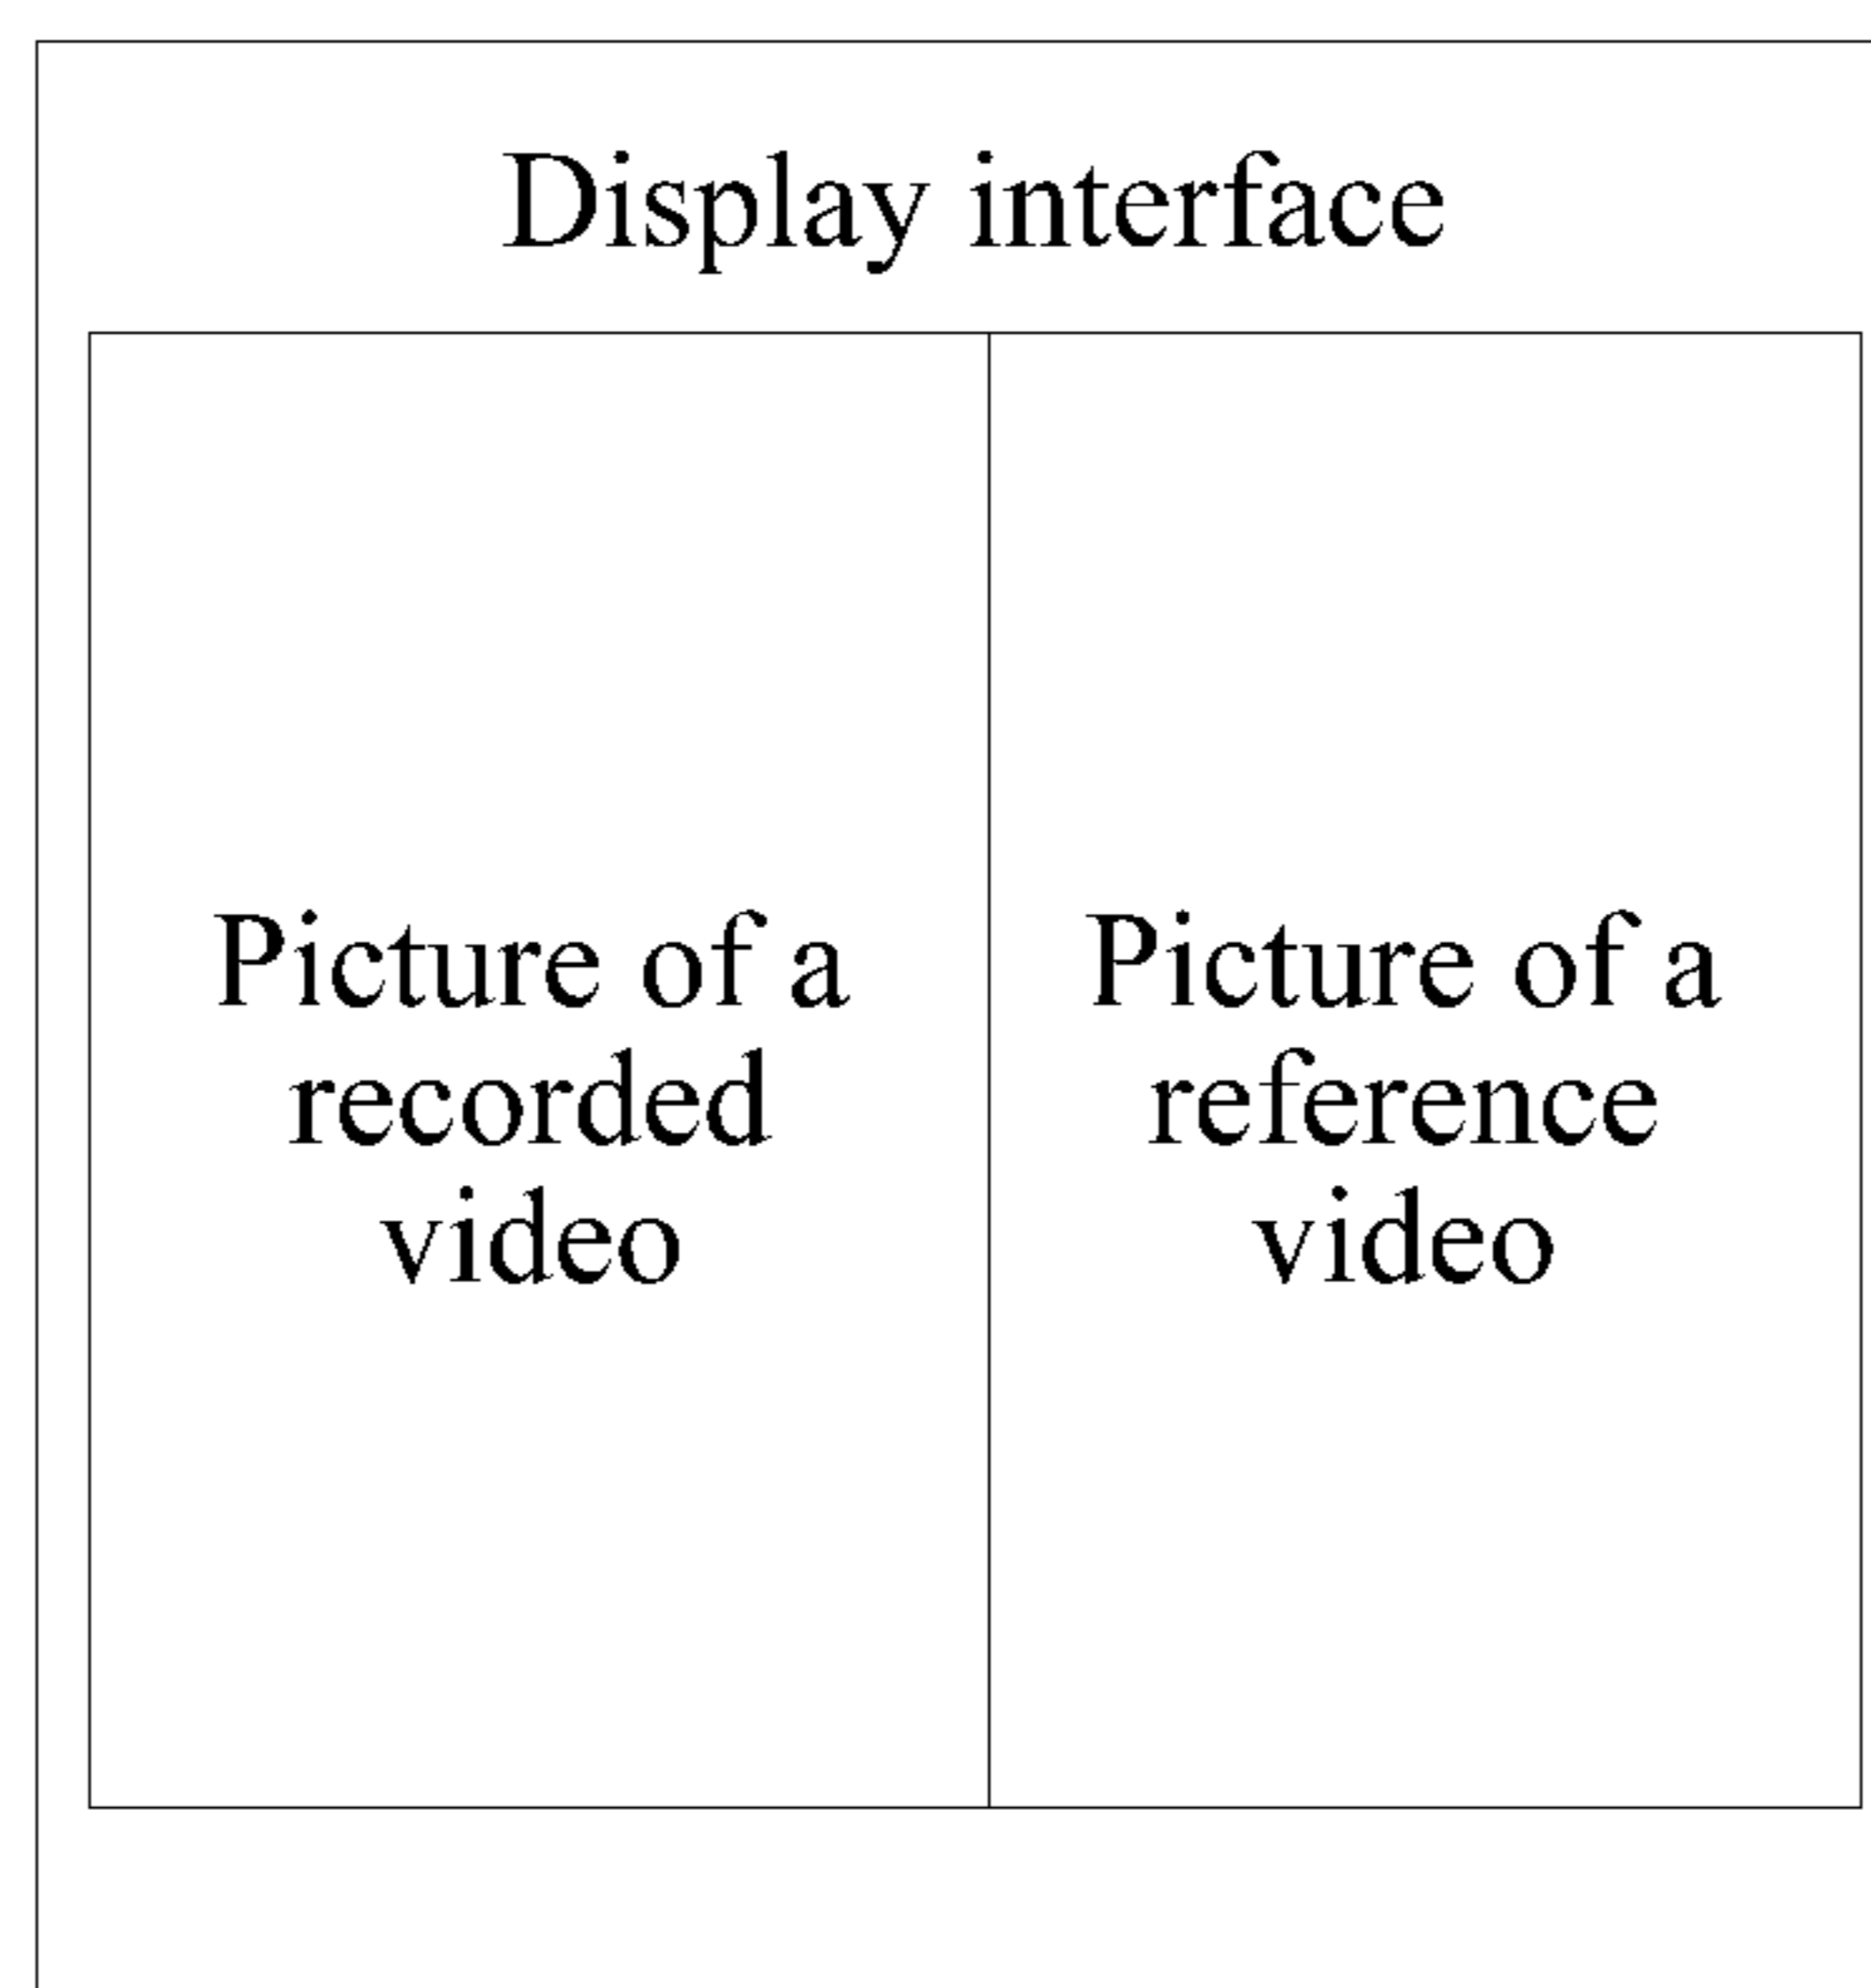 Display interface
Picture of a
recorded
video
Picture of a
reference
video